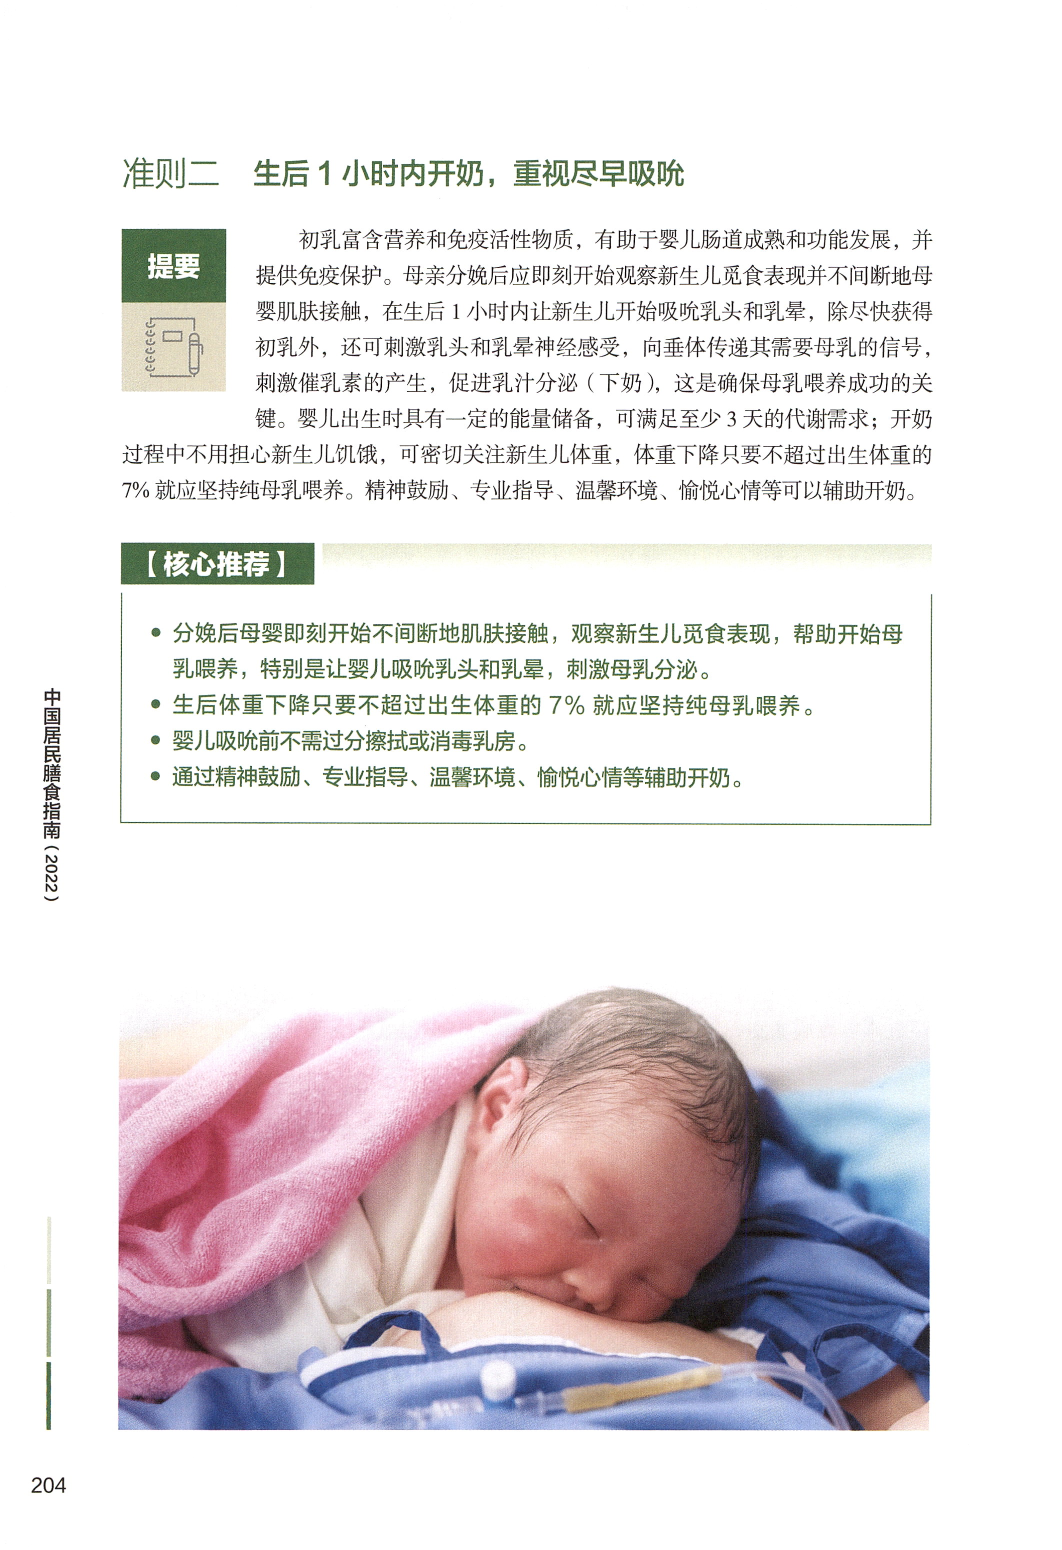 准则二 生后 1 小时内开奶，重视尽早吸吮
提要
初乳富含营养和免疫活性物质，有助于婴儿肠道成熟和功能发展，并
提供免疫保护。母亲分娩后应即刻开始观察新生儿觅食表现并不间断地母
婴肌肤接触，在生后 1 小时内让新生儿开始吸吮乳头和乳晕，除尽快获得
初乳外，还可刺激乳头和乳晕神经感受，向垂体传递其需要母乳的信号，
刺激催乳素的产生，促进乳汁分泌（下奶），这是确保母乳喂养成功的关
键。婴儿出生时具有一定的能量储备，可满足至少 3 天的代谢需求；开奶
过程中不用担心新生儿饥饿，可密切关注新生儿体重，体重下降只要不超过出生体重的
7% 就应坚持纯母乳喂养。精神鼓励、专业指导、温馨环境、愉悦心情等可以辅助开奶。
【核心推荐】
• 分娩后母婴即刻开始不间断地肌肤接触，观察新生儿觅食表现，帮助开始母
乳喂养，特别是让婴儿吸吮乳头和乳晕，刺激母乳分泌。
• 生后体重下降只要不超过出生体重的 7% 就应坚持纯母乳喂养。
• 婴儿吸吮前不需过分擦拭或消毒乳房。
• 通过精神鼓励、专业指导、温馨环境、愉悦心情等辅助开奶。
中国居民膳食指南（2022）
204